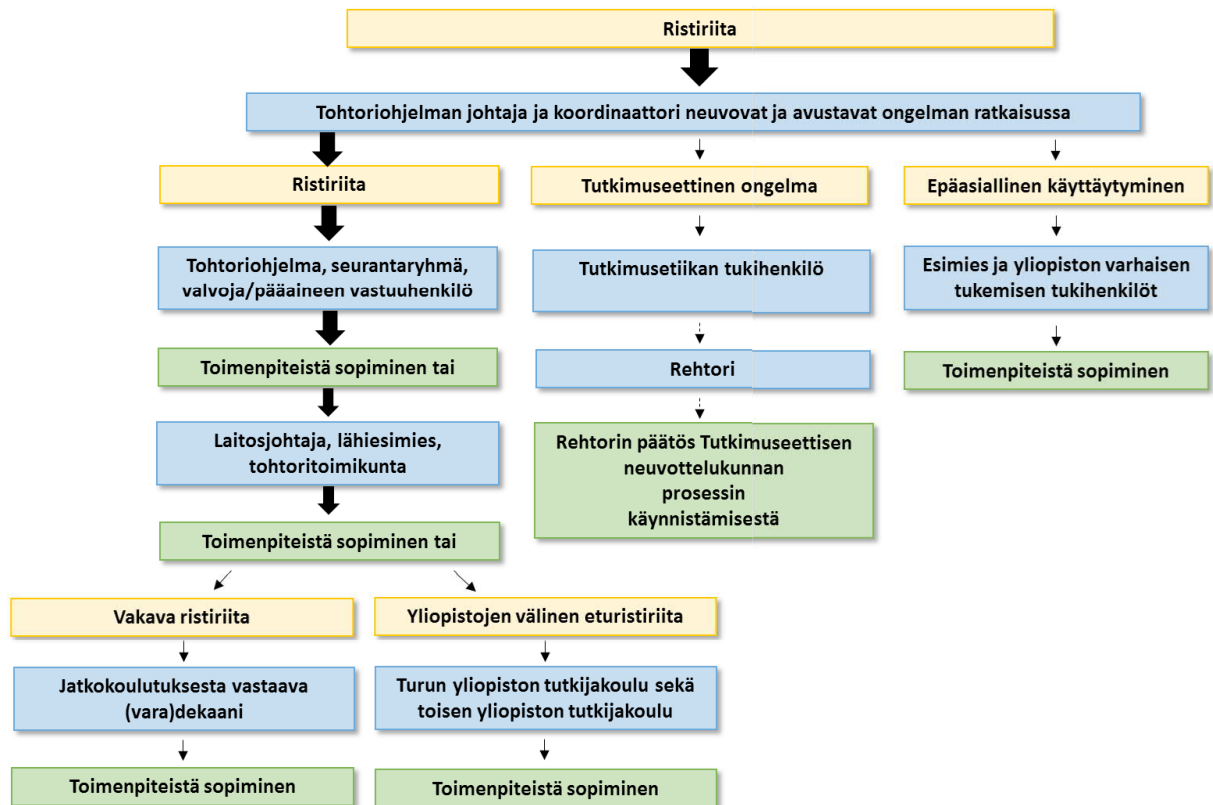 Ristiriita
Tohtoriohjelman johtaja ja koordinaattori neuvovat ja avustavat ongelman ratkaisussa
Ristiriita
Tutkimuseettinen ongelma
Epäasiallinen käyttäytyminen
Tohtoriohjelma, seurantaryhmä,
valvoja/pääaineen vastuuhenkilö
Tutkimusetiikan tukihenkilö
Esimies ja yliopiston varhaisen
tukemisen tukihenkilöt
Toimenpiteistä sopiminen tai
Rehtori
Toimenpiteistä sopiminen
Laitosjohtaja, lähiesimies,
tohtoritoimikunta
Rehtorin päätös Tutkimuseettisen
neuvottelukunnan
prosessin
käynnistämisestä
Toimenpiteistä sopiminen tai
Vakava ristiriita
Yliopistojen välinen eturistiriita
Jatkokoulutuksesta vastaava
(vara)dekaani
Turun yliopiston tutkijakoulu sekä
toisen yliopiston tutkijakoulu
Toimenpiteistä sopiminen
Toimenpiteistä sopiminen